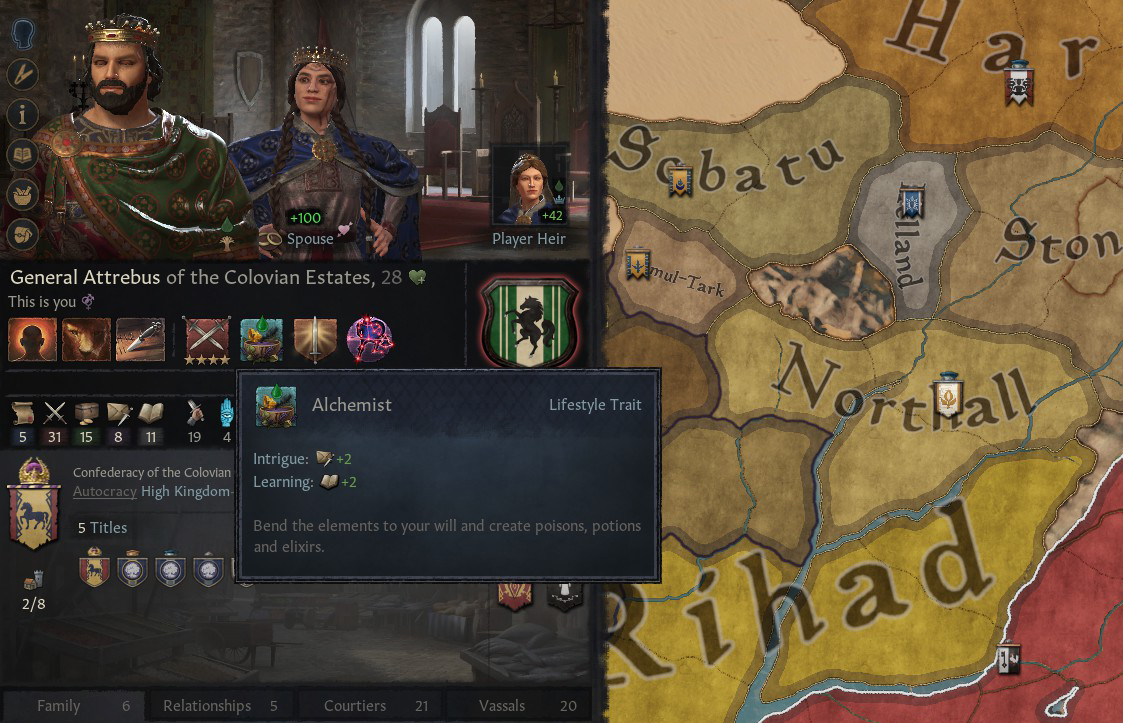 +100
Spouse
+42
Player Heir
General Attrebus of the Colovian Estates, 28
This is you
Alchemist
Lifestyle Trait
Intrigue: +2
Learning: +2
Bend the elements to your will and create poisons, potions
and elixirs.
5 31 15 8 11 19 4
Confederacy of the Colovian
Autocracy High Kingdom
5 Titles
2/8
Family 6
Relationships 5
Courtiers 21
Vassals 20
Har
Sobatu
lland
Ston
mul-Tark
Northall
Rihad